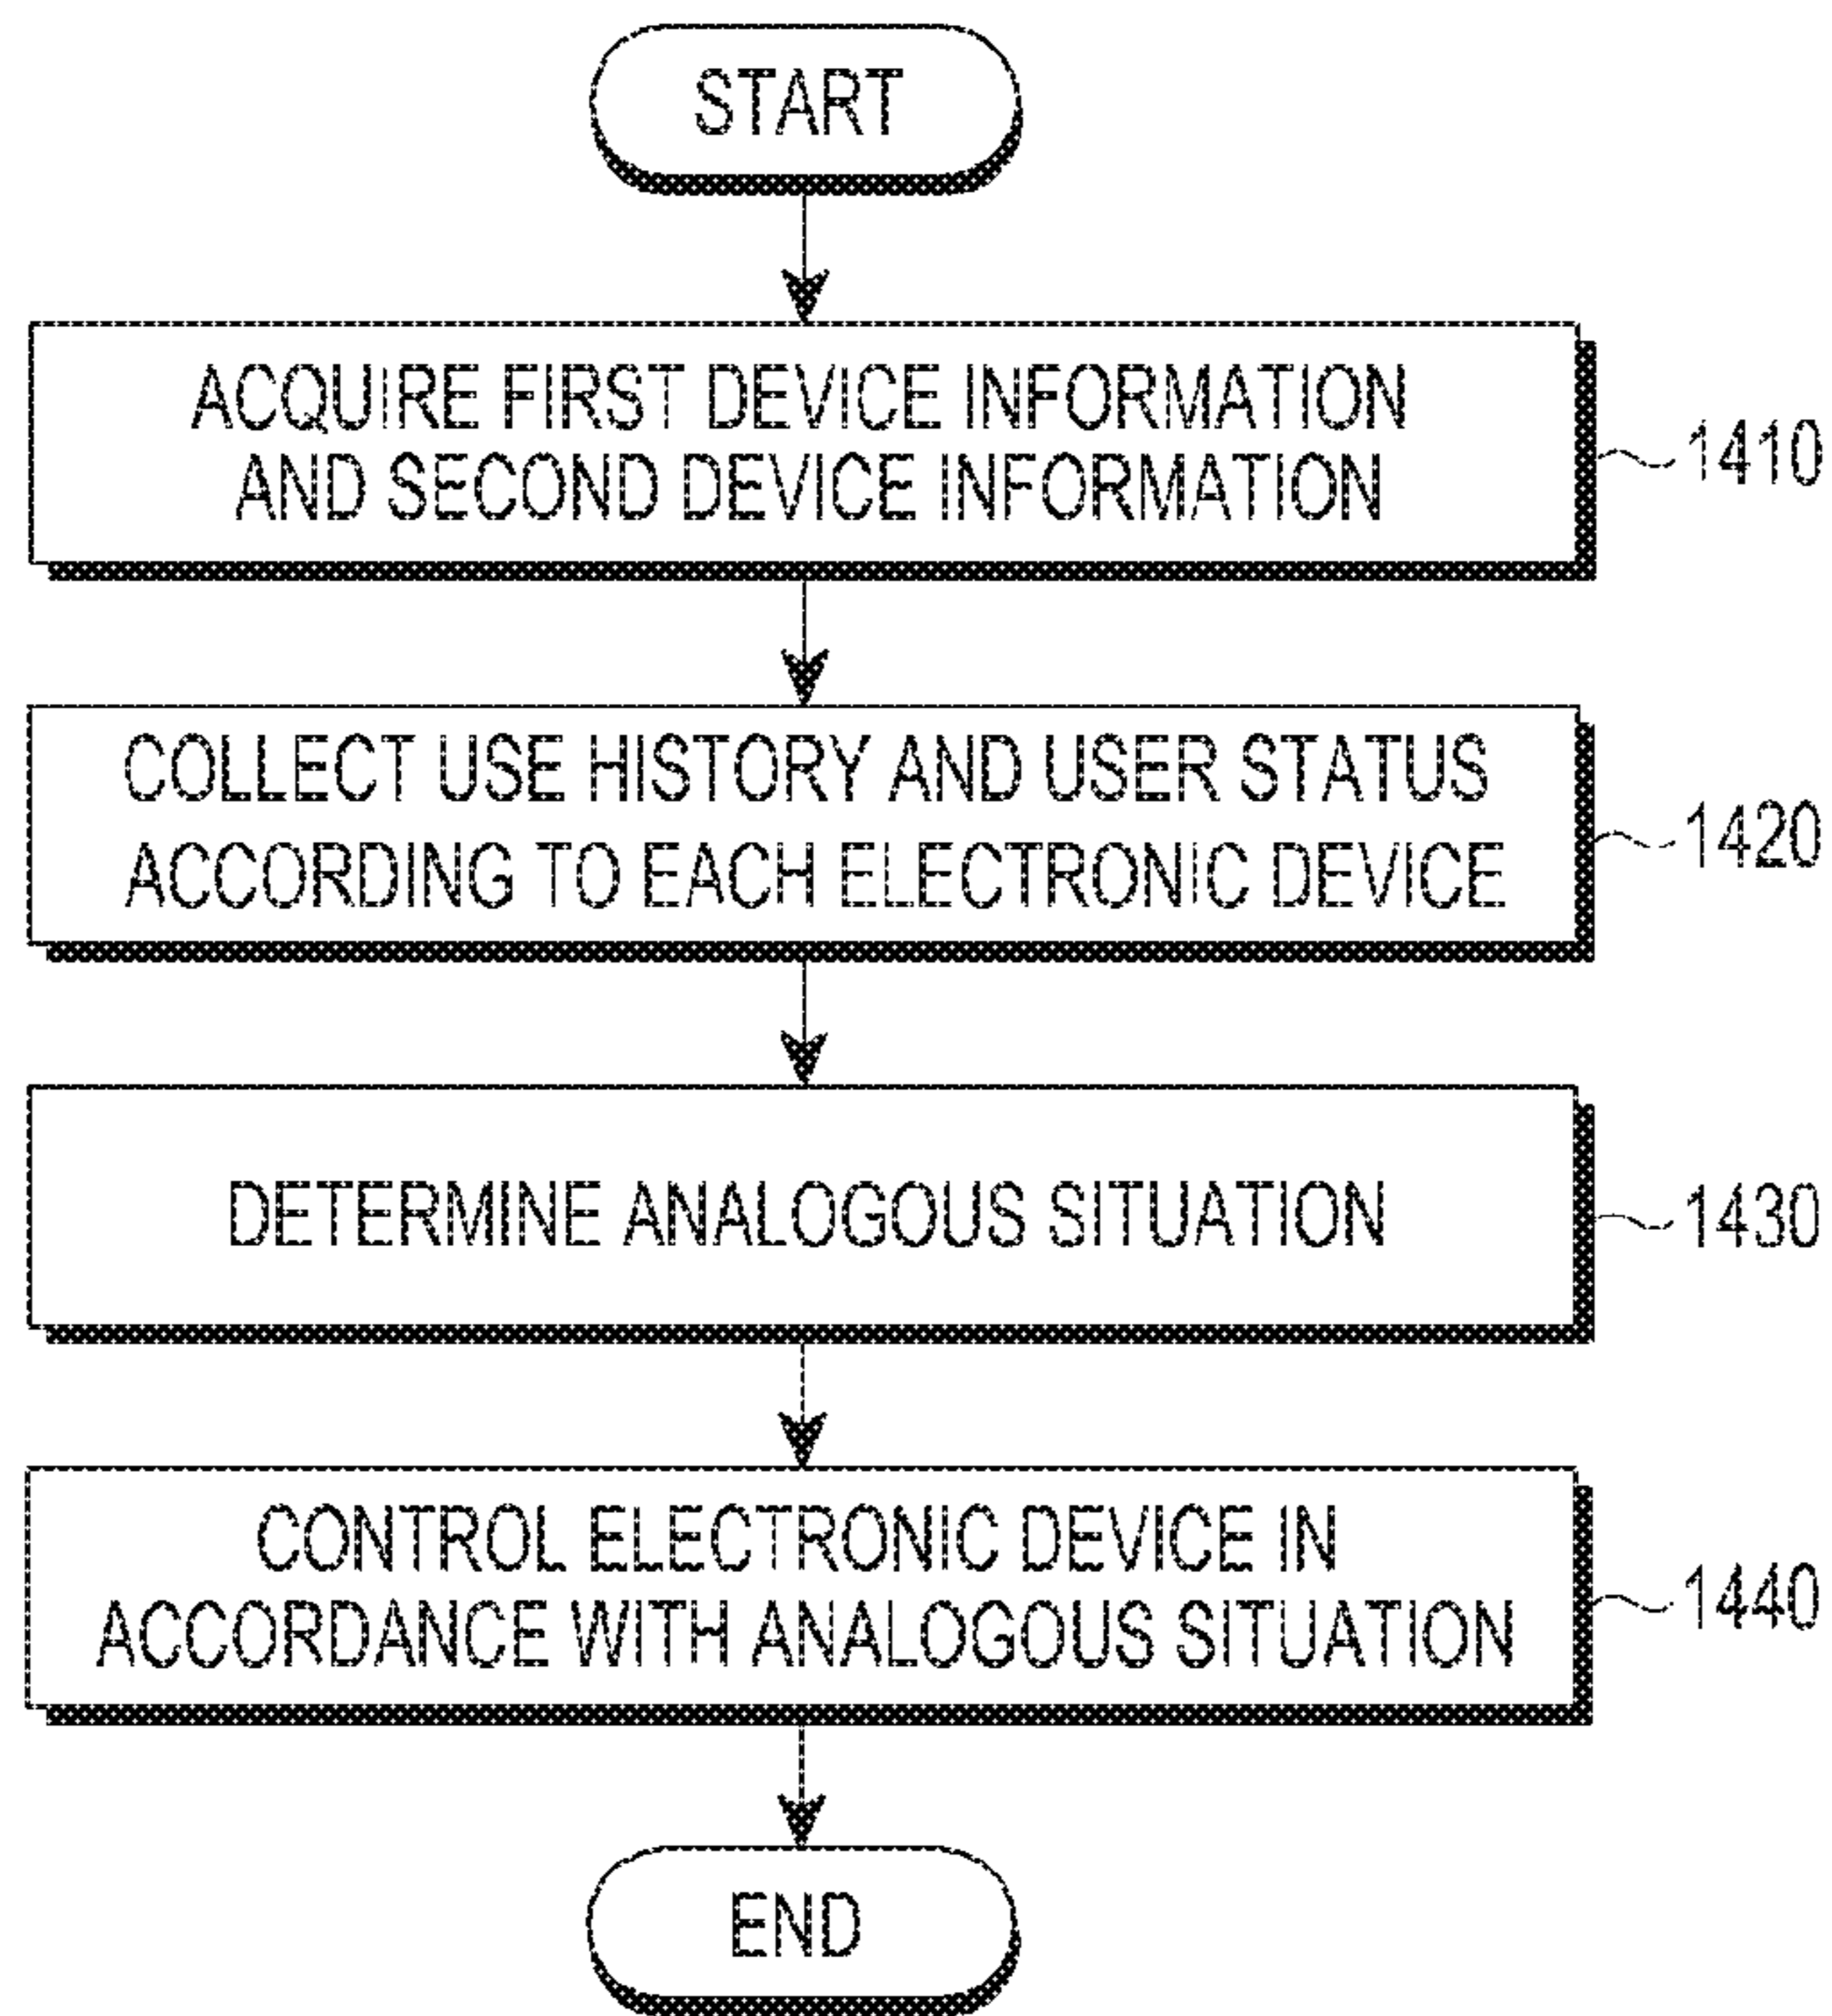 START
ACQUIRE FIRST DEVICE INFORMATION
AND SECOND DEVICE INFORMATION
1410
COLLECT USE HISTORY AND USER STATUS
ACCORDING TO EACH ELECTRONIC DEVICE
1420
DETERMINE ANALOGOUS SITUATION
1430
CONTROL ELECTRONIC DEVICE IN
ACCORDANCE WITH ANALOGOUS SITUATION
1440
END